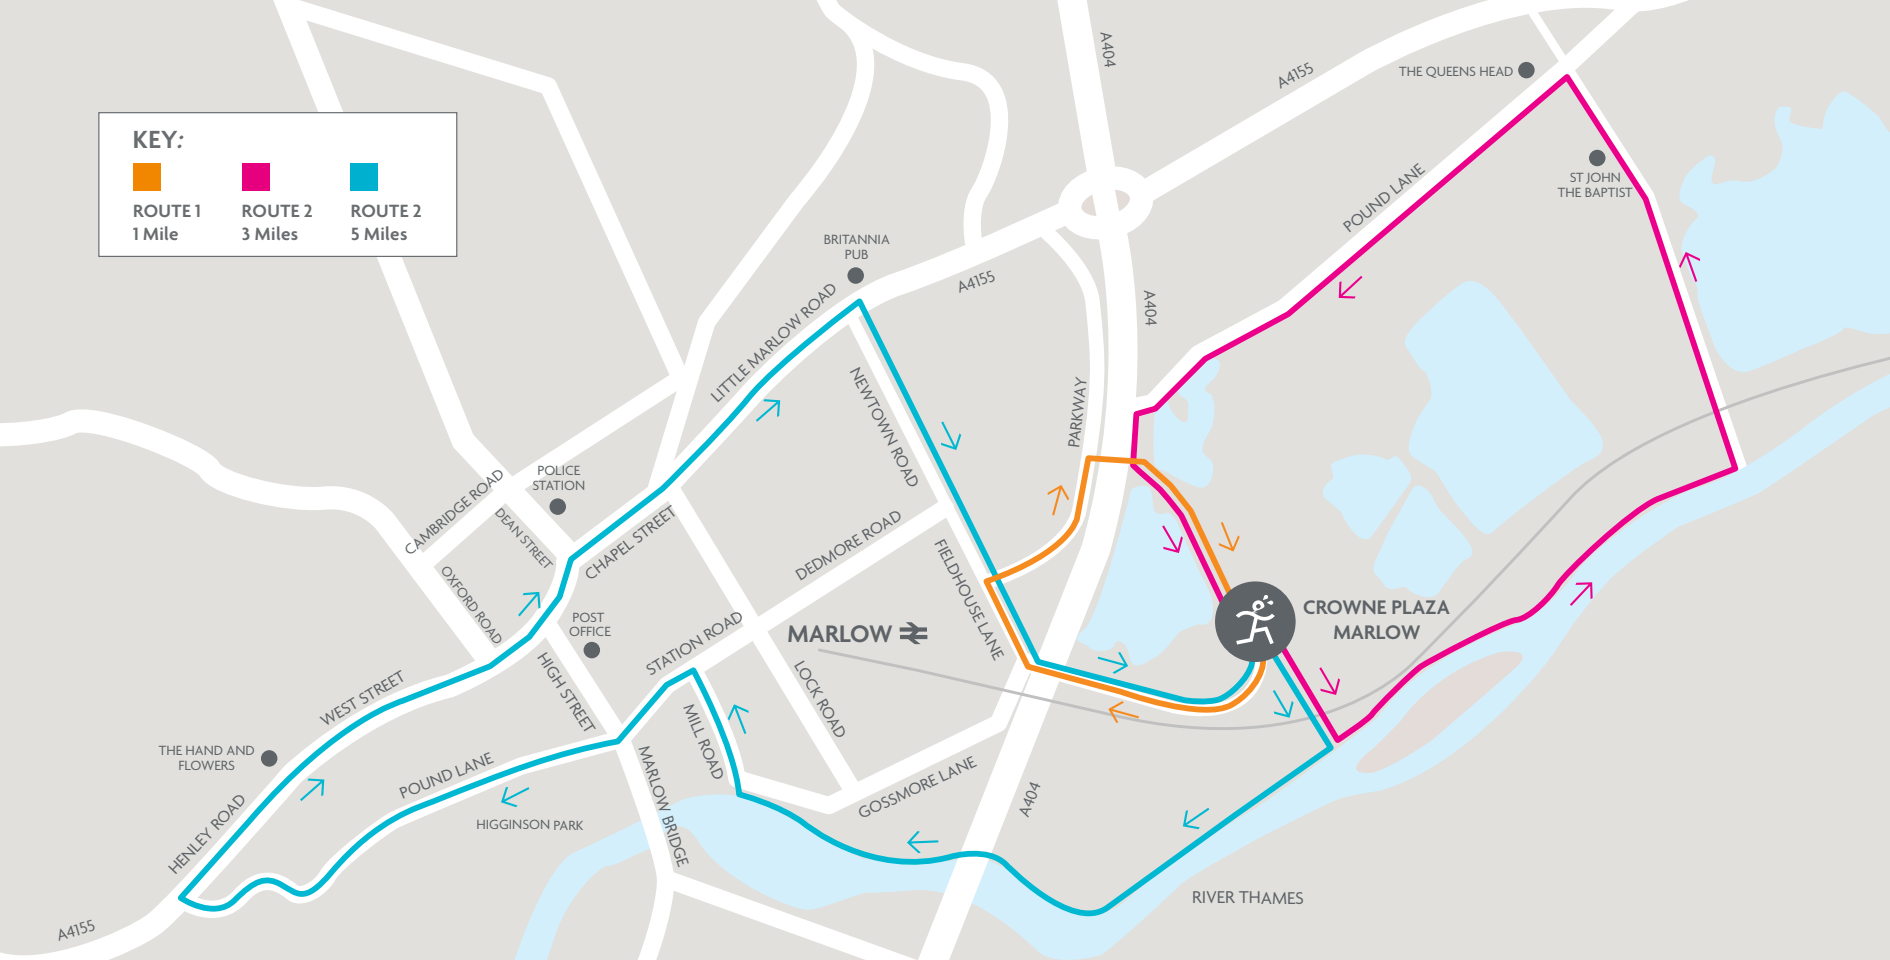 KEY:
ROUTE 1
1 Mile
ROUTE 2
3 Miles
ROUTE 2
5 Miles
A404
A4155
THE QUEENS HEAD
ST JOHN
THE BAPTIST
POUND LANE
BRITANNIA
PUB
A4155
A404
LITTLE MARLOW ROAD
NEWTOWN ROAD
PARKWAY
POLICE
STATION
CAMBRIDGE ROAD
DEAN STREET
CHAPEL STREET
DEDMORE ROAD
OXFORD ROAD
FIELDHOUSE LANE
POST
OFFICE
STATION ROAD
MARLOW
CROWNE PLAZA
MARLOW
WEST STREET
HIGH STREET
LOCK ROAD
THE HAND AND
FLOWERS
POUND LANE
MILL ROAD
MARLOW BRIDGE
GOSSMORE LANE
A404
HENLEY ROAD
HIGGINSON PARK
RIVER THAMES
A4155